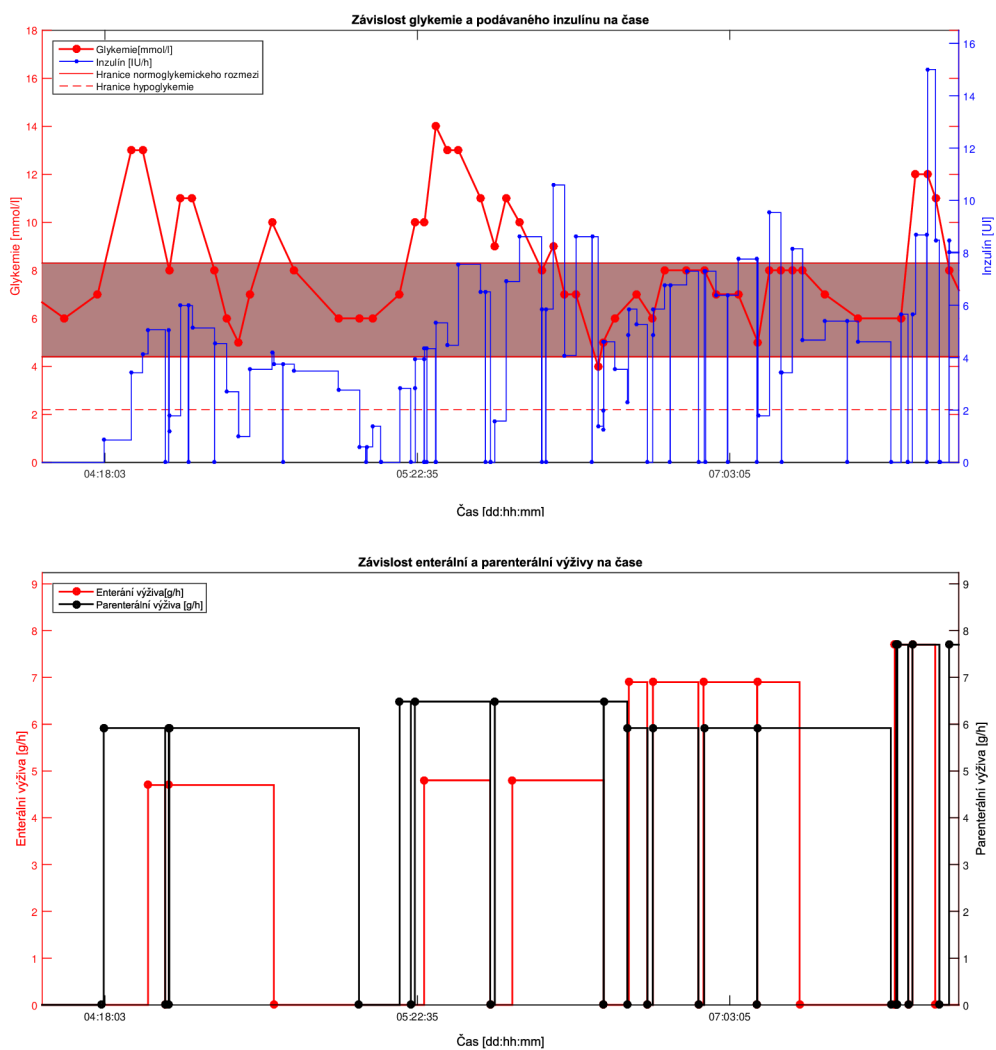 Závislost glykemie a podávaného inzulínu na čase
Glykemie[mmol/l]
Inzulín [IU/h]
Hranice normoglykemickeho rozmezi
Hranice hypoglykemie
Glykemie [mmol/l]
18
16
14
12
10
8
6
4
2
0
Inzulín [UI]
16
14
12
10
8
6
4
2
0
04:18:03 05:22:35 07:03:05
Čas [dd:hh:mm]
Závislost enterální a parenterální výživy na čase
Enterání výživa[g/h]
Parenterální výživa [g/h]
Enterální výživa [g/h]
9
8
7
6
5
4
3
2
1
0
Parenterální výživa [g/h]
9
8
7
6
5
4
3
2
1
0
04:18:03 05:22:35 07:03:05
Čas [dd:hh:mm]